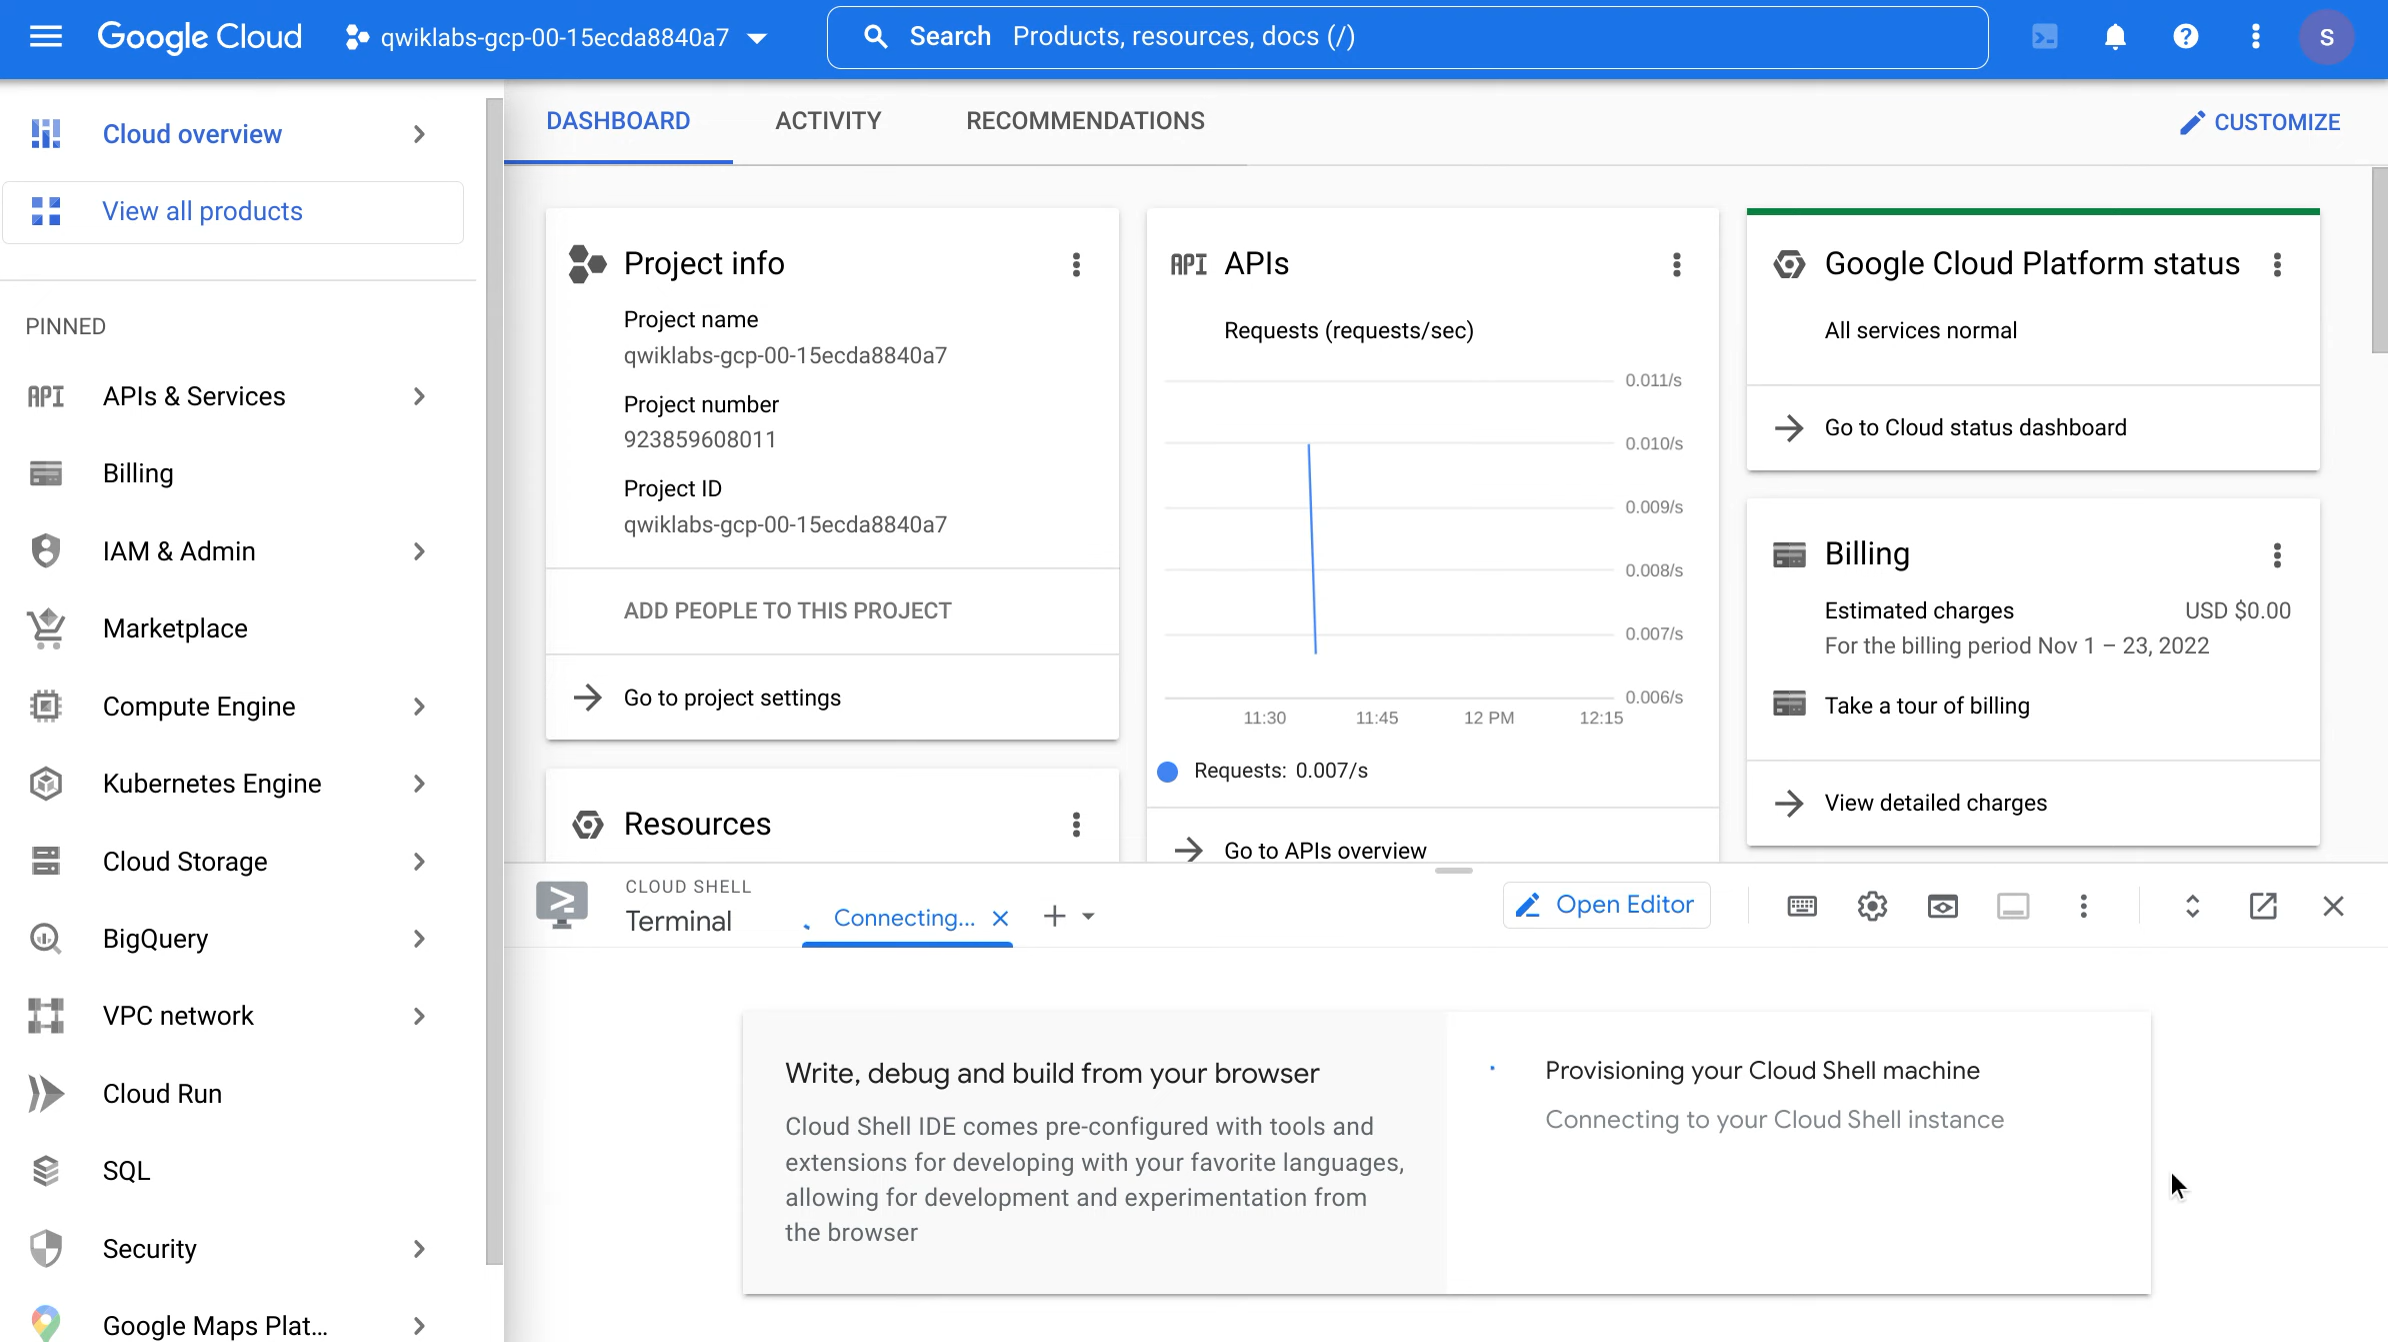 Google Cloud
qwiklabs-gcp-00-15ecda8840a7
Search Products, resources, docs (/)
S
Cloud overview
View all products
PINNED
API APIs & Services
Billing
IAM & Admin
Marketplace
Compute Engine
Kubernetes Engine
Cloud Storage
BigQuery
VPC network
Cloud Run
SQL
Security
Google Maps Plat...
DASHBOARD
ACTIVITY
RECOMMENDATIONS
CUSTOMIZE
Project info
Project name
qwiklabs-gcp-00-15ecda8840a7
Project number
923859608011
Project ID
qwiklabs-gcp-00-15ecda8840a7
ADD PEOPLE TO THIS PROJECT
Go to project settings
Resources
API APIs
Requests (requests/sec)
0.011/s
0.010/s
0.009/s
0.008/s
0.007/s
0.006/s
11:30 11:45 12 PM 12:15
Requests: 0.007/s
Go to APIs overview
Google Cloud Platform status
All services normal
Go to Cloud status dashboard
Billing
Estimated charges USD $0.00
For the billing period Nov 1 – 23, 2022
Take a tour of billing
View detailed charges
CLOUD SHELL
Terminal
Connecting...
Open Editor
Write, debug and build from your browser
Cloud Shell IDE comes pre-configured with tools and
extensions for developing with your favorite languages,
allowing for development and experimentation from
the browser
Provisioning your Cloud Shell machine
Connecting to your Cloud Shell instance